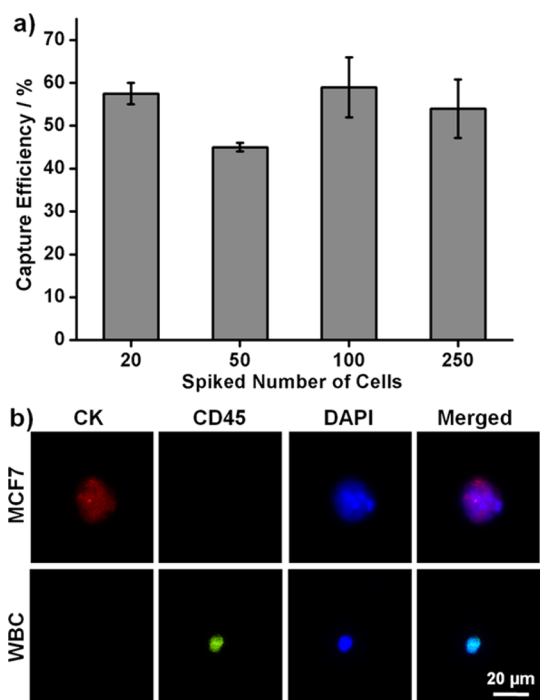 a)
Capture Efficiency / %
70
60
50
40
30
20
10
0
20 50 100 250
Spiked Number of Cells
b)
CK CD45 DAPI Merged
MCF7
WBC
20 µm